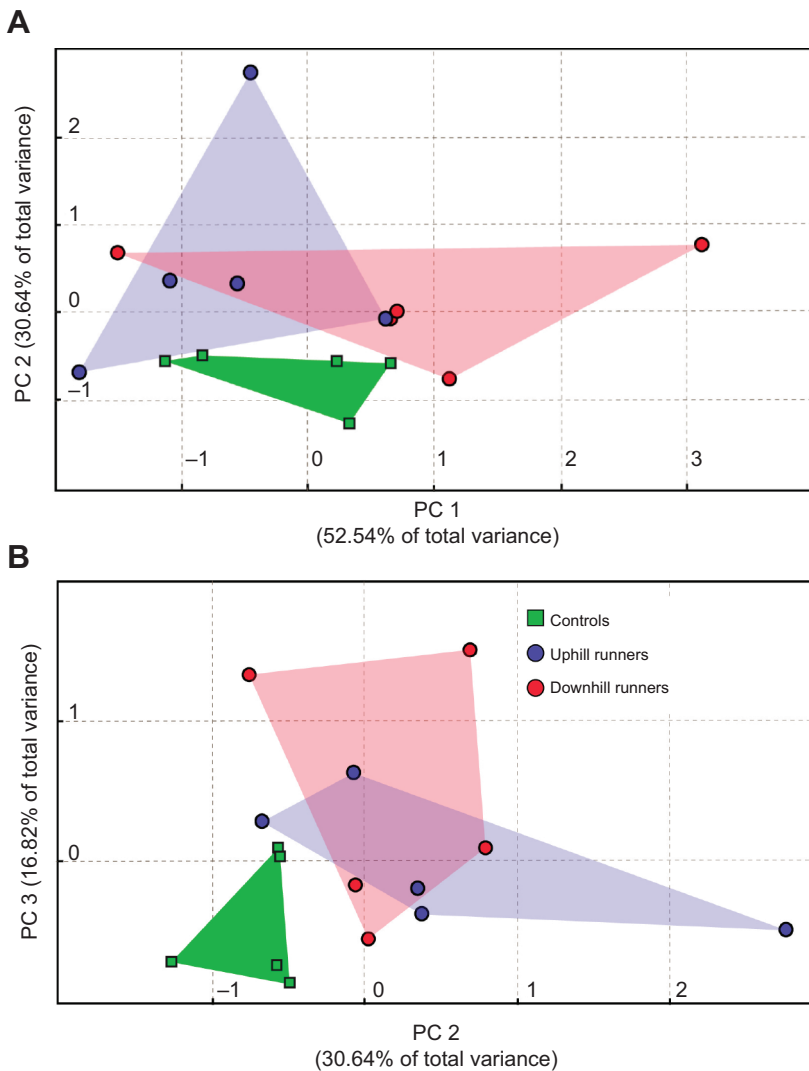 A
2
1
0
–1
PC 2 (30.64% of total variance)
–1
0
1
2
3
PC 1
(52.54% of total variance)
B
Controls
Uphill runners
Downhill runners
1
0
PC 3 (16.82% of total variance)
–1
0
1
2
PC 2
(30.64% of total variance)